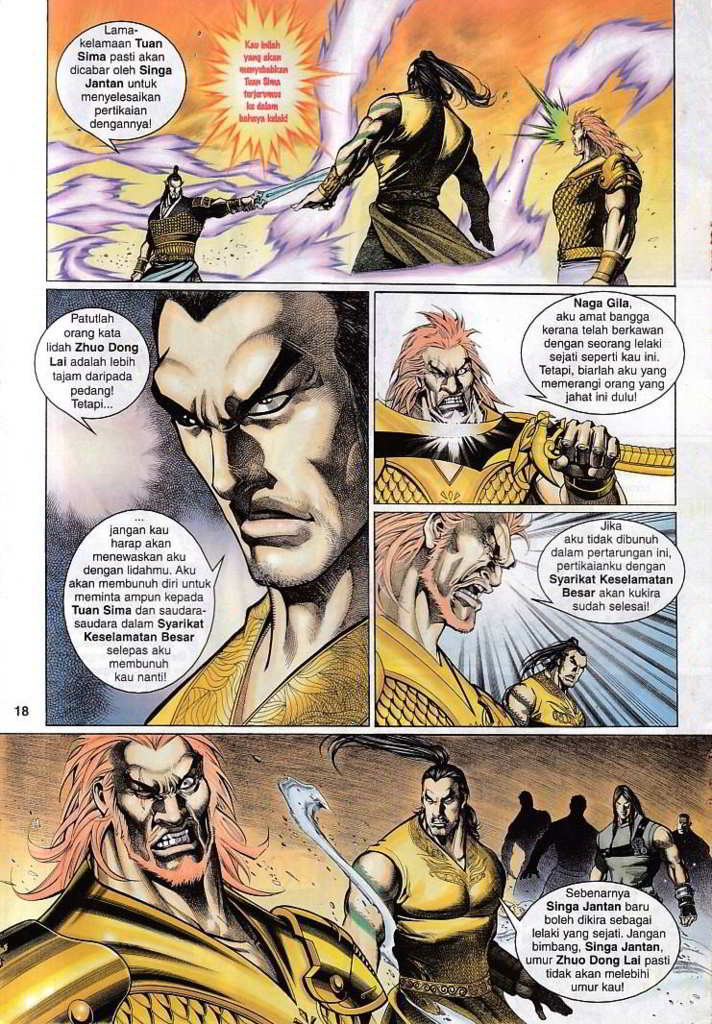 Lama-
kelamaan Tuan
Sima pasti akan
dicabar oleh Singa
Jantan untuk
menyelesaikan
pertikaian
dengannya!
Kau inilah
yang akan
menyebabkan
Tuan Sima
terjerumus
ke dalam
bahaya kelak!
Patutlah
orang kata
lidah Zhuo Dong
Lai adalah lebih
tajam daripada
pedang!
Tetapi...
...
jangan kau
harap akan
menewaskan aku
dengan lidahmu. Aku
akan membunuh diri untuk
meminta ampun kepada
Tuan Sima dan saudara-
saudara dalam Syarikat
Keselamatan Besar
selepas aku
membunuh
kau nanti!
Naga Gila,
aku amat bangga
kerana telah berkawan
dengan seorang lelaki
sejati seperti kau ini.
Tetapi, biarlah aku yang
memerangi orang yang
jahat ini dulu!
Jika
aku tidak dibunuh
dalam pertarungan ini,
pertikaianku dengan
Syarikat Keselamatan
Besar akan kukira
sudah selesai!
18
Sebenarnya
Singa Jantan baru
boleh dikira sebagai
lelaki yang sejati. Jangan
bimbang, Singa Jantan,
umur Zhuo Dong Lai pasti
tidak akan melebihi
umur kau!